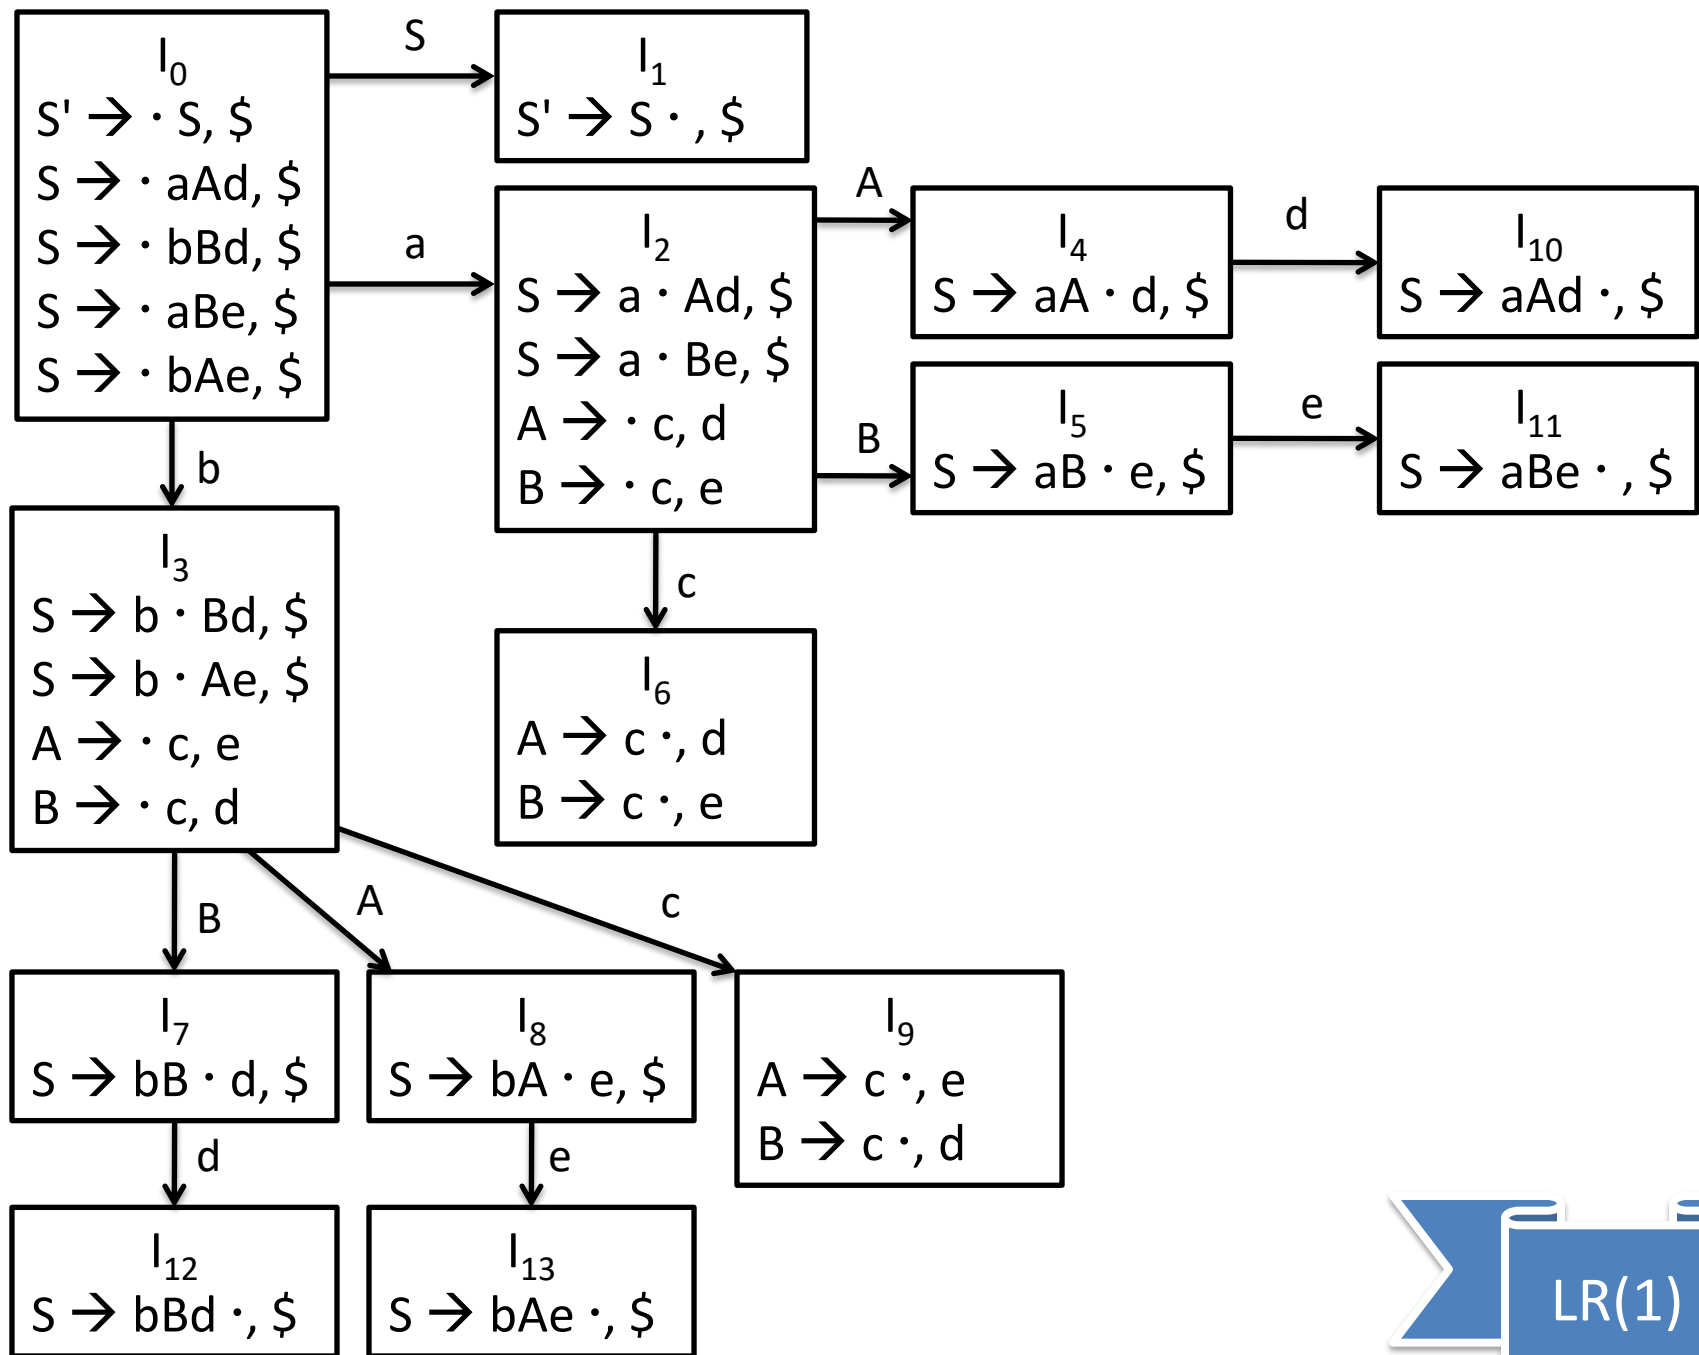 I₀
S' → · S, $
S → · aAd, $
S → · bBd, $
S → · aBe, $
S → · bAe, $
S
a
b
I₁
S' → S · , $
I₂
S → a · Ad, $
S → a · Be, $
A → · c, d
B → · c, e
A
B
c
I₄
S → aA · d, $
d
I₁₀
S → aAd ·, $
I₅
S → aB · e, $
e
I₁₁
S → aBe · , $
I₃
S → b · Bd, $
S → b · Ae, $
A → · c, e
B → · c, d
I₆
A → c ·, d
B → c ·, e
B
A
c
I₇
S → bB · d, $
I₈
S → bA · e, $
I₉
A → c ·, e
B → c ·, d
d
e
I₁₂
S → bBd ·, $
I₁₃
S → bAe ·, $
LR(1)